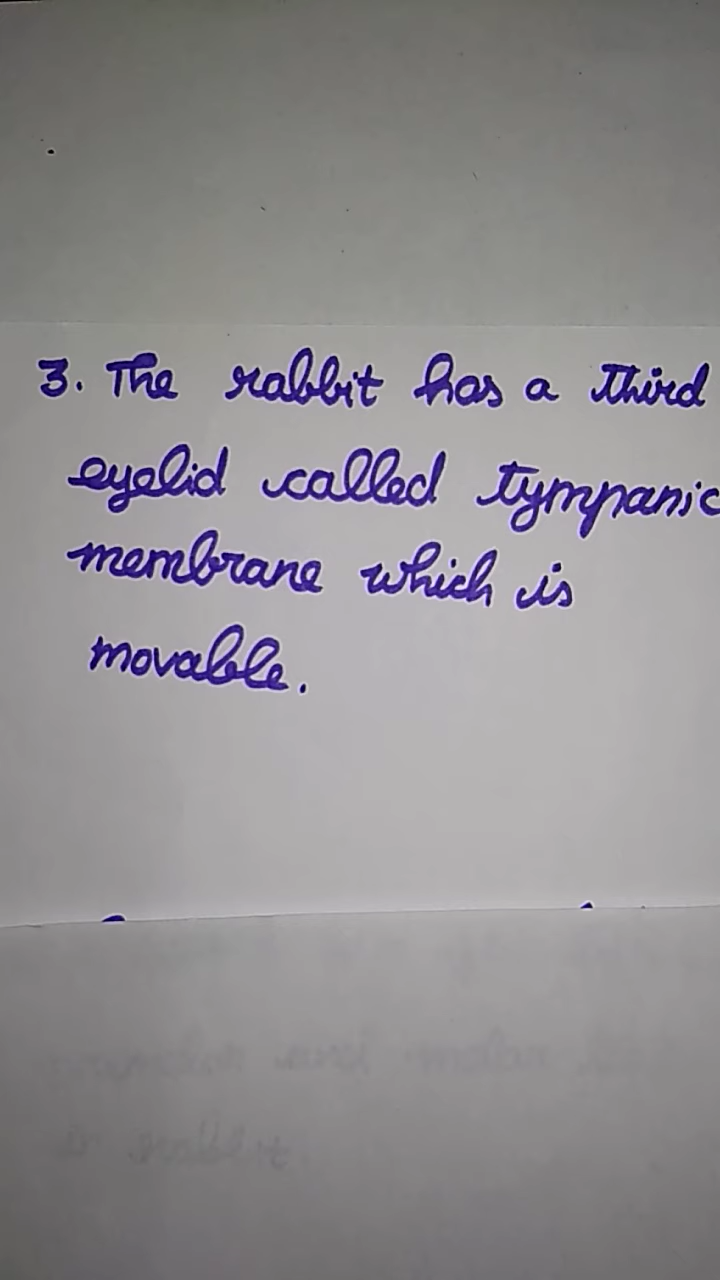 3. The rabbit has a third
eyelid called tympanic
membrane which is
movable.